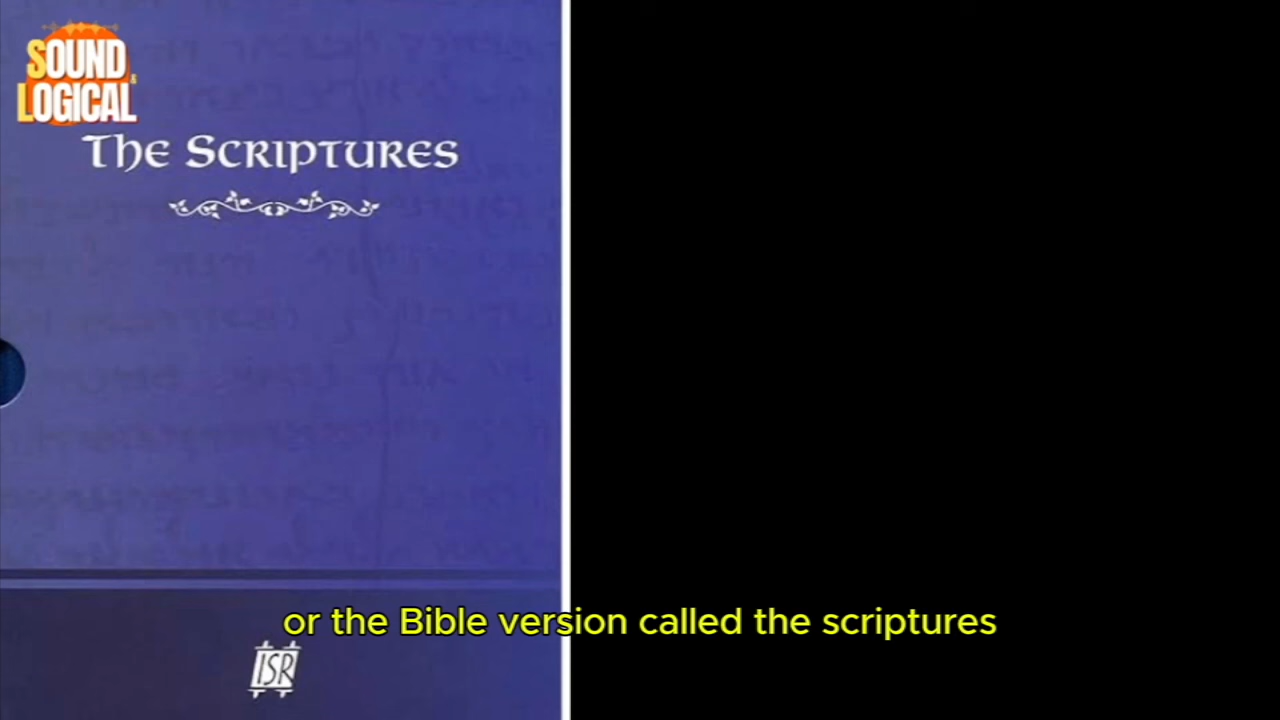 SOUND
&
LOGICAL
The Scriptures
or the Bible version called the scriptures
ISR